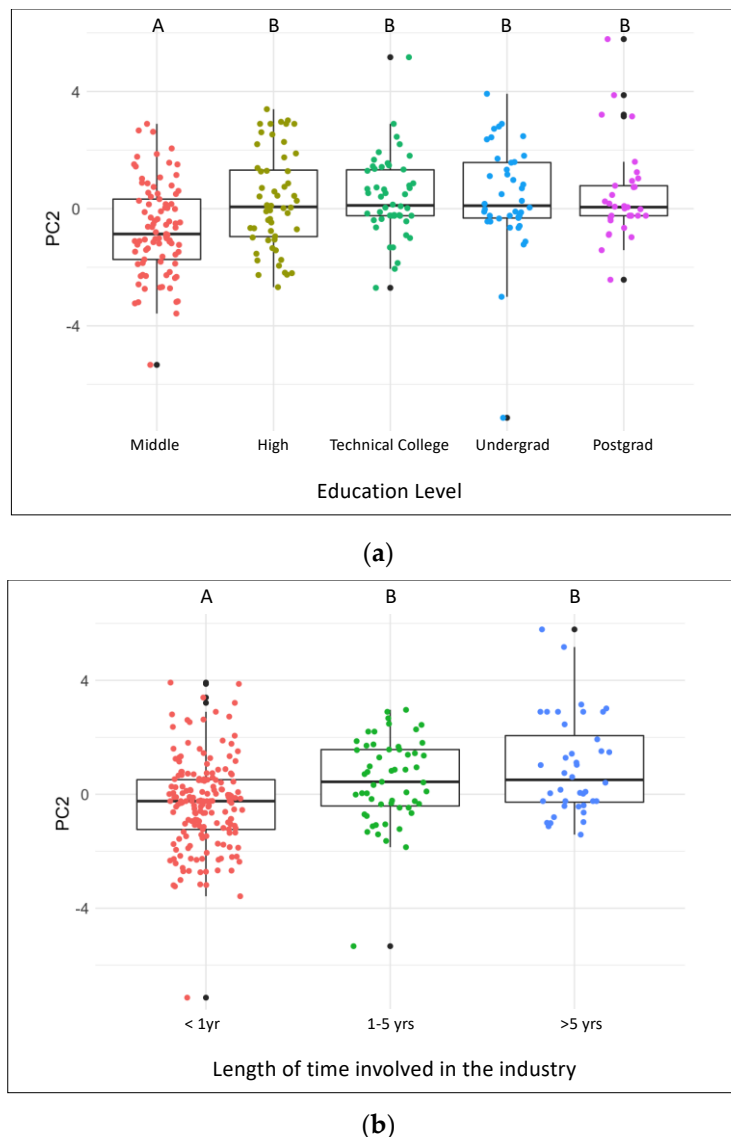 A B B B B
4
0
-4
PC2
Middle High Technical College Undergrad Postgrad
Education Level
(a)
A B B
4
0
-4
PC2
< 1yr 1-5 yrs >5 yrs
Length of time involved in the industry
(b)